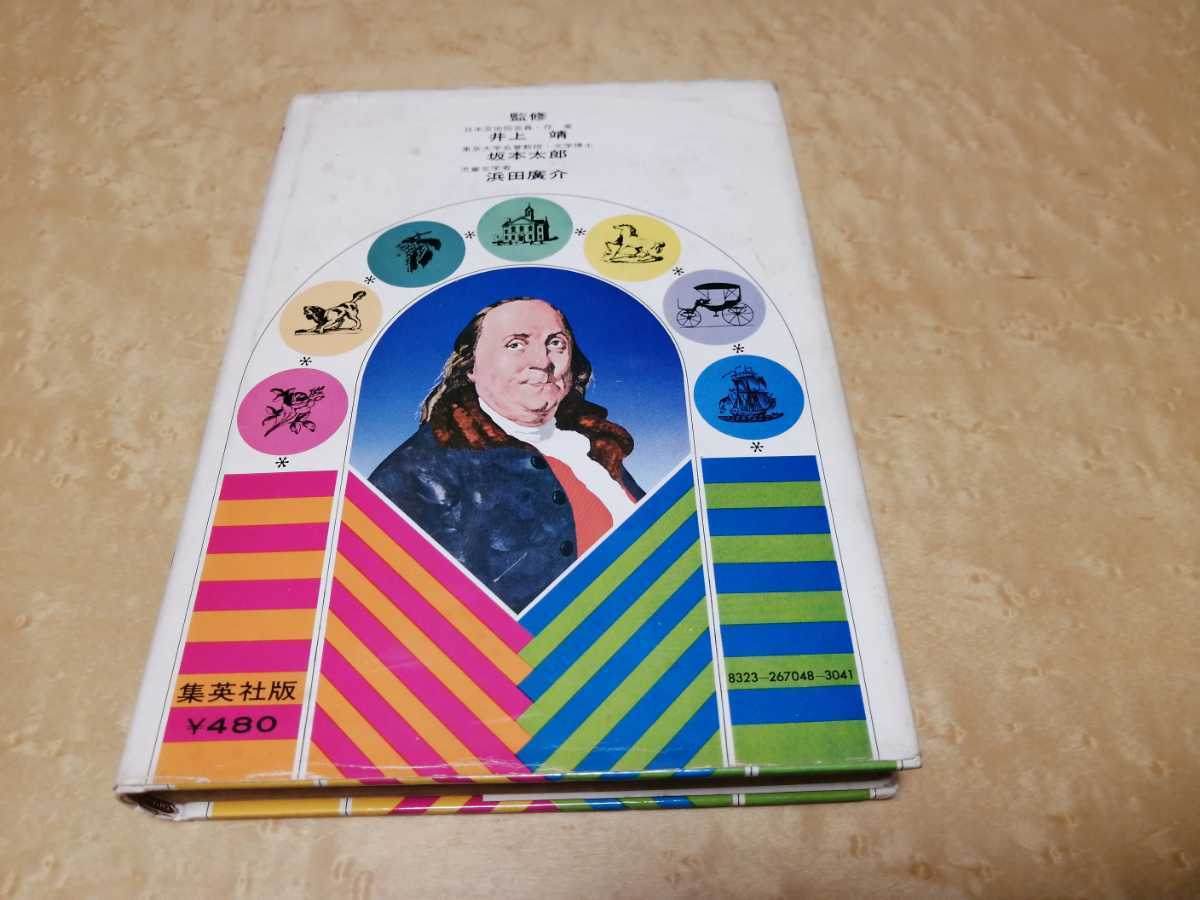 監修
日本芸術院会員・作家
井上 靖
東京大学名誉教授・文学博士
坂本太郎
児童文学者
浜田廣介
集英社版
¥480
8323-267048-3041